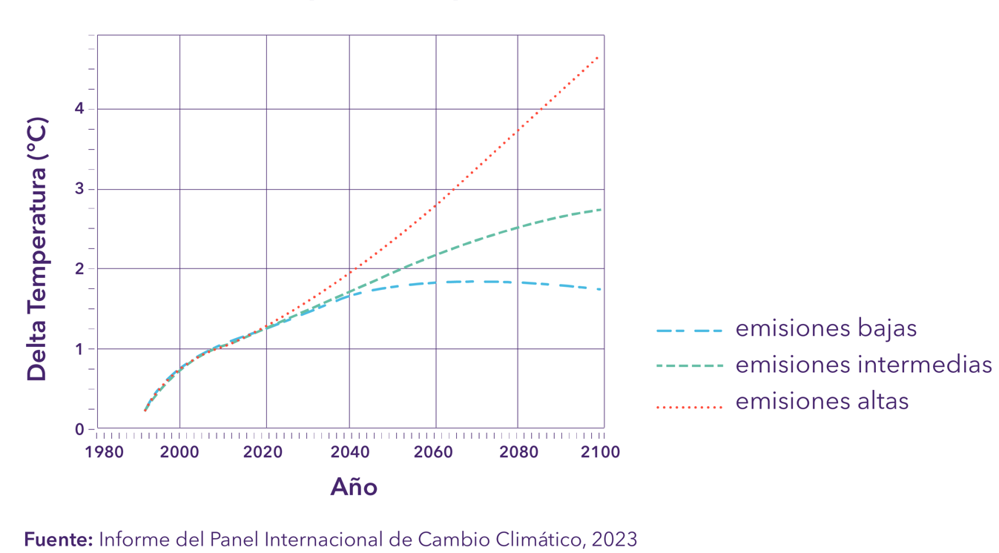 Delta Temperatura (°C)
4
3
2
1
0
1980 2000 2020 2040 2060 2080 2100
Año
emisiones bajas
emisiones intermedias
emisiones altas
Fuente: Informe del Panel Internacional de Cambio Climático, 2023